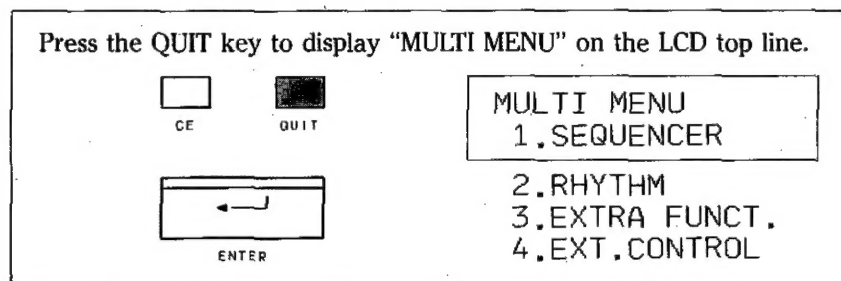 Press the QUIT key to display “MULTI MENU” on the LCD top line.
CE
QUIT
ENTER
MULTI MENU
1.SEQUENCER
2.RHYTHM
3.EXTRA FUNCT.
4.EXT.CONTROL